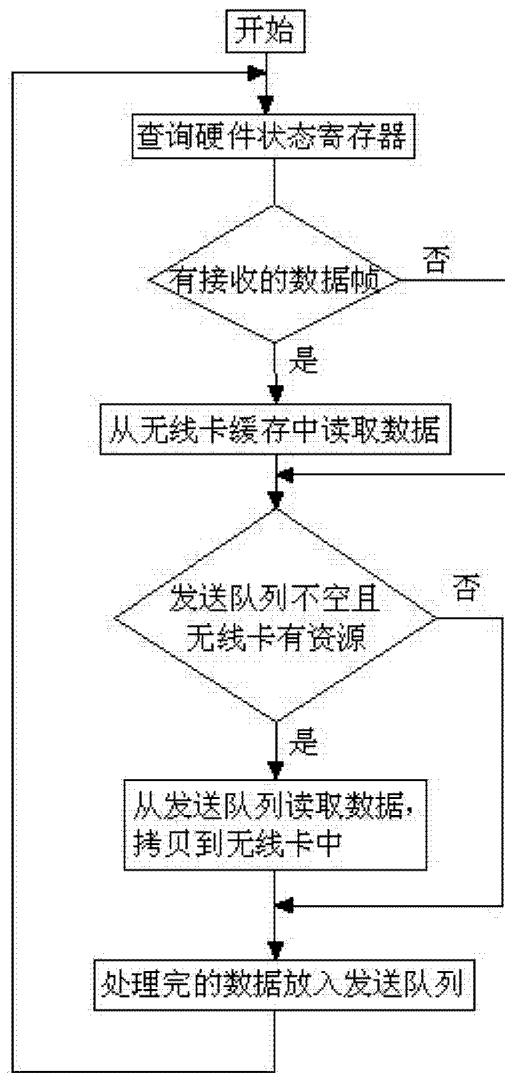 开始
查询硬件状态寄存器
否
有接收的数据帧
是
从无线卡缓存中读取数据
发送队列不空且
无线卡有资源
否
是
从发送队列读取数据，
拷贝到无线卡中
处理完的数据放入发送队列